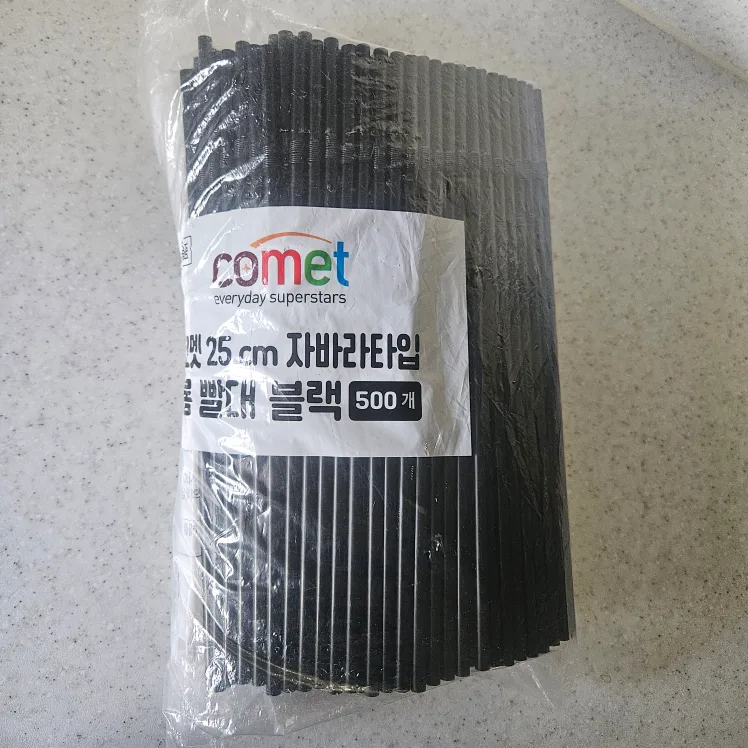 comet
everyday superstars
25 cm 자바라타입
빨대 블랙 500 개